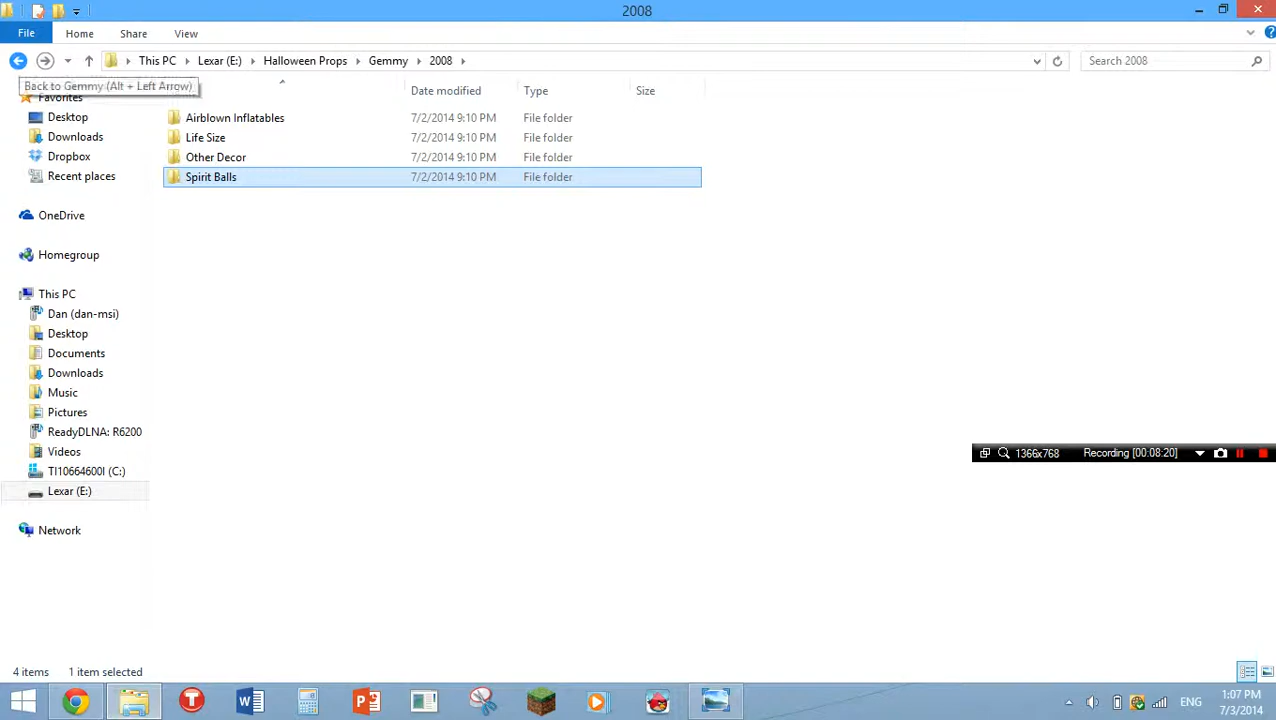 2008
File Home Share View
This PC Lexar (E:) Halloween Props Gemmy 2008 Search 2008
Back to Gemmy (Alt + Left Arrow) Date modified Type Size
Favorites
Desktop
Downloads
Dropbox
Recent places
OneDrive
Homegroup
This PC
Dan (dan-msi)
Desktop
Documents
Downloads
Music
Pictures
ReadyDLNA: R6200
Videos
TI10664600I (C:)
Lexar (E:)
Network
Airblown Inflatables 7/2/2014 9:10 PM File folder
Life Size 7/2/2014 9:10 PM File folder
Other Decor 7/2/2014 9:10 PM File folder
Spirit Balls 7/2/2014 9:10 PM File folder
1366x768 Recording [00:08:20]
4 items 1 item selected
ENG
1:07 PM
7/3/2014